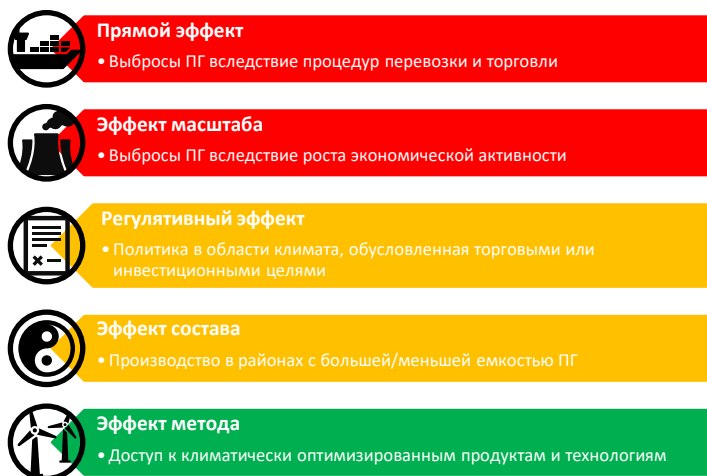 Прямой эффект
• Выбросы ПГ вследствие процедур перевозки и торговли
Эффект масштаба
• Выбросы ПГ вследствие роста экономической активности
Регулятивный эффект
• Политика в области климата, обусловленная торговыми или
инвестиционными целями
Эффект состава
• Производство в районах с большей/меньшей емкостью ПГ
Эффект метода
• Доступ к климатически оптимизированным продуктам и технологиям